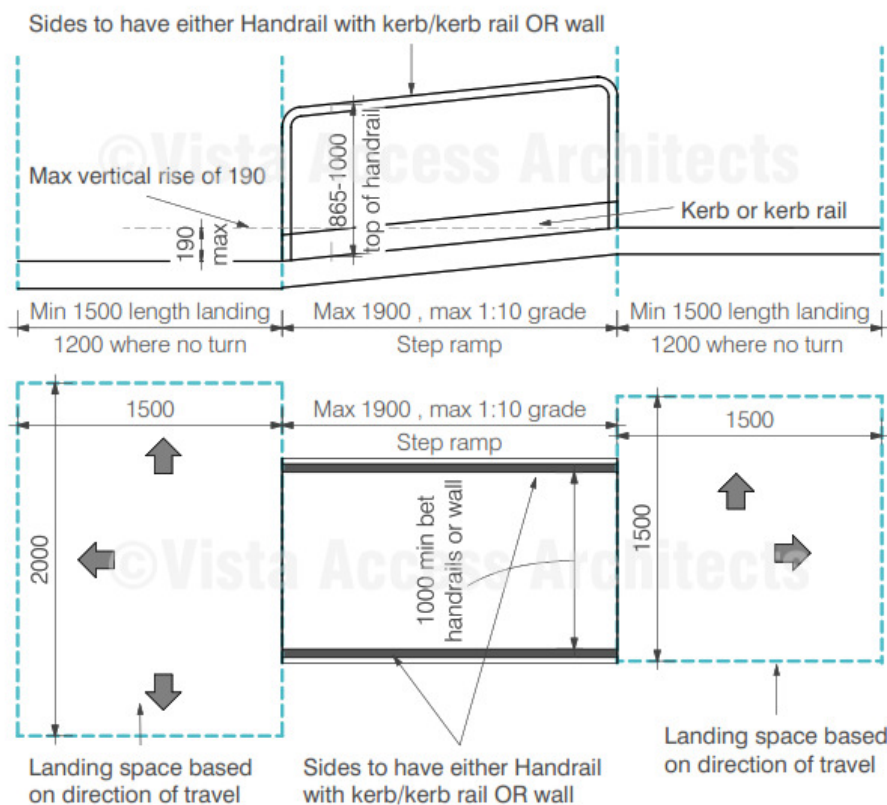 Sides to have either Handrail with kerb/kerb rail OR wall
©Vista Access Architects
Max vertical rise of 190
865-1000
top of handrail
Kerb or kerb rail
190
max
Min 1500 length landing
1200 where no turn
Max 1900 , max 1:10 grade
Step ramp
Min 1500 length landing
1200 where no turn
1500
Max 1900 , max 1:10 grade
Step ramp
1500
2000
1000 min bet
handrails or wall
1500
©Vista Access Architects
Landing space based
on direction of travel
Sides to have either Handrail
with kerb/kerb rail OR wall
Landing space based
on direction of travel